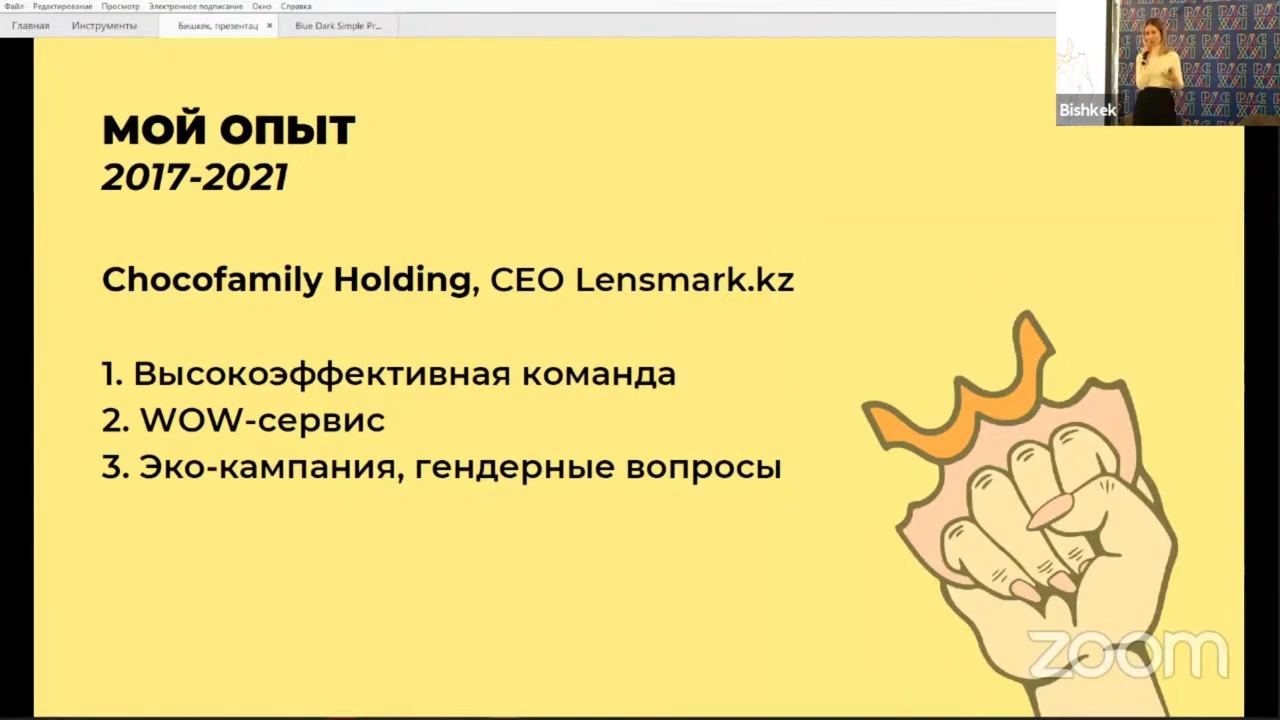 Файл Редактирование Просмотр Электронное подписание Окно Справка
Главная Инструменты Бишкек, презентац × Blue Dark Simple Pr...
Bishkek
МОЙ ОПЫТ
2017-2021
Chocofamily Holding, CEO Lensmark.kz
1. Высокоэффективная команда
2. WOW-сервис
3. Эко-кампания, гендерные вопросы
zoom